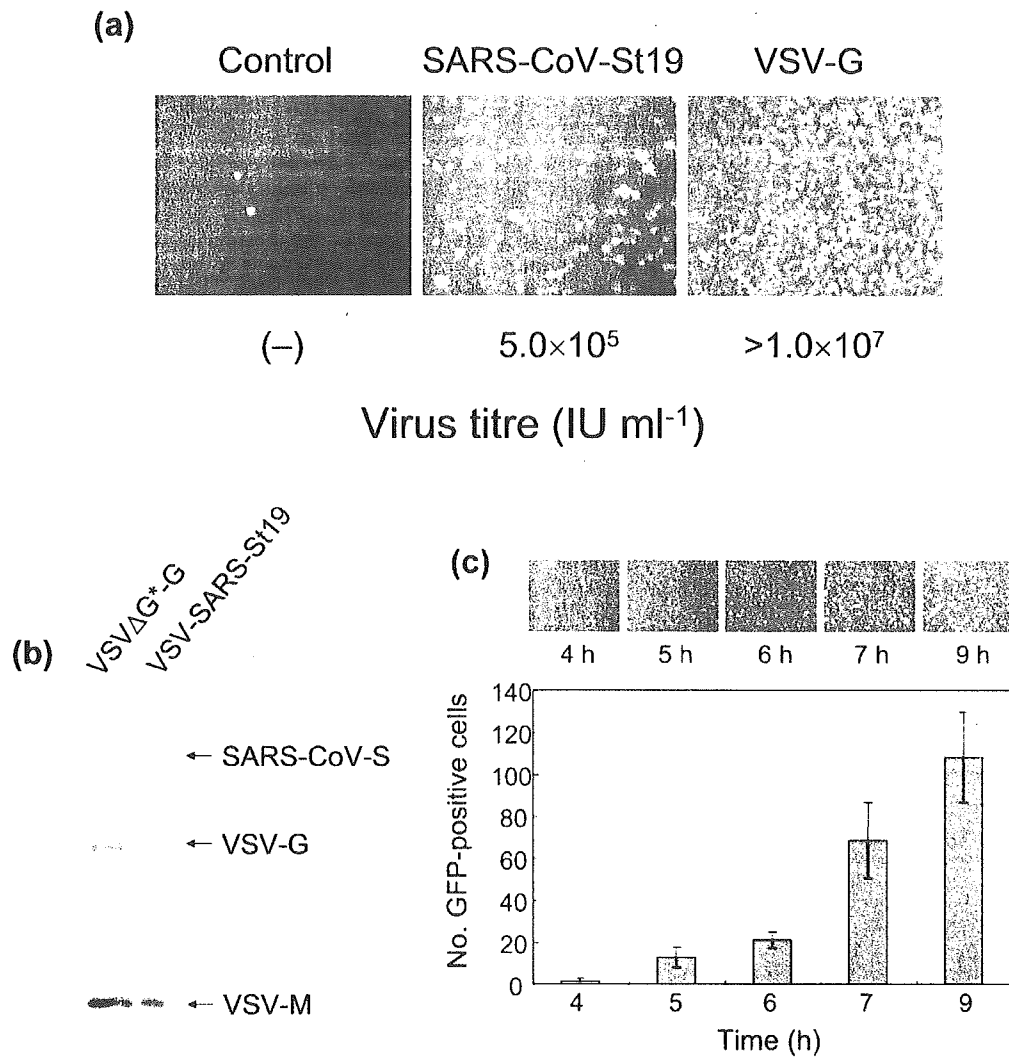 (a)
Control SARS-CoV-St19 VSV-G
(–) 5.0×10⁵ >1.0×10⁷
Virus titre (IU ml⁻¹)
(b)
VSVΔG*-G
VSV-SARS-St19
← SARS-CoV-S
← VSV-G
← VSV-M
(c)
4 h 5 h 6 h 7 h 9 h
No. GFP-positive cells
140
120
100
80
60
40
20
0
4 5 6 7 9
Time (h)